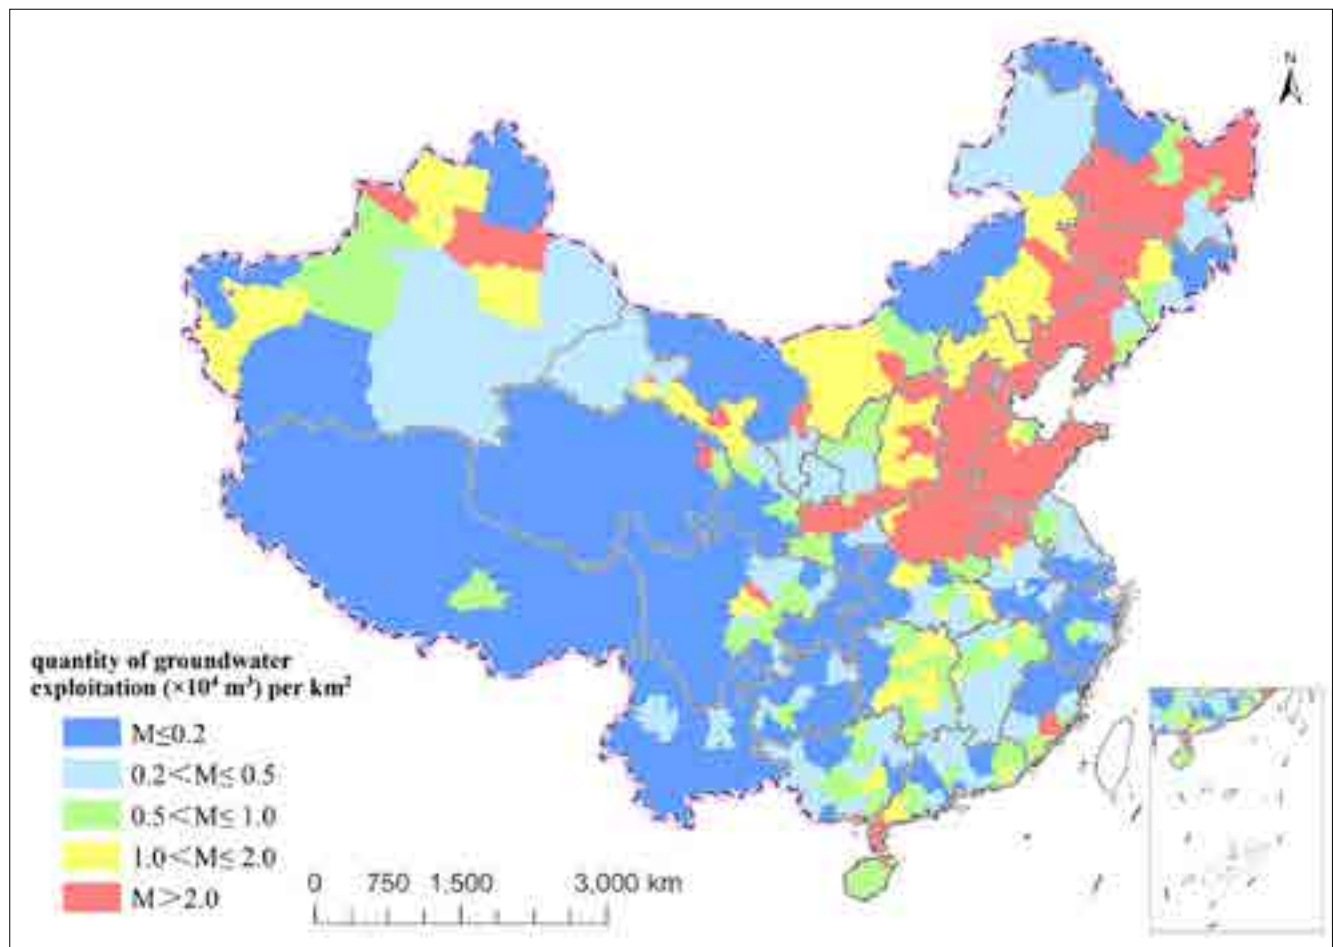 N
quantity of groundwater
exploitation (×10⁴ m³) per km²
M≤0.2
0.2<M≤ 0.5
0.5<M≤ 1.0
1.0<M≤ 2.0
M>2.0
0 750 1,500 3,000 km